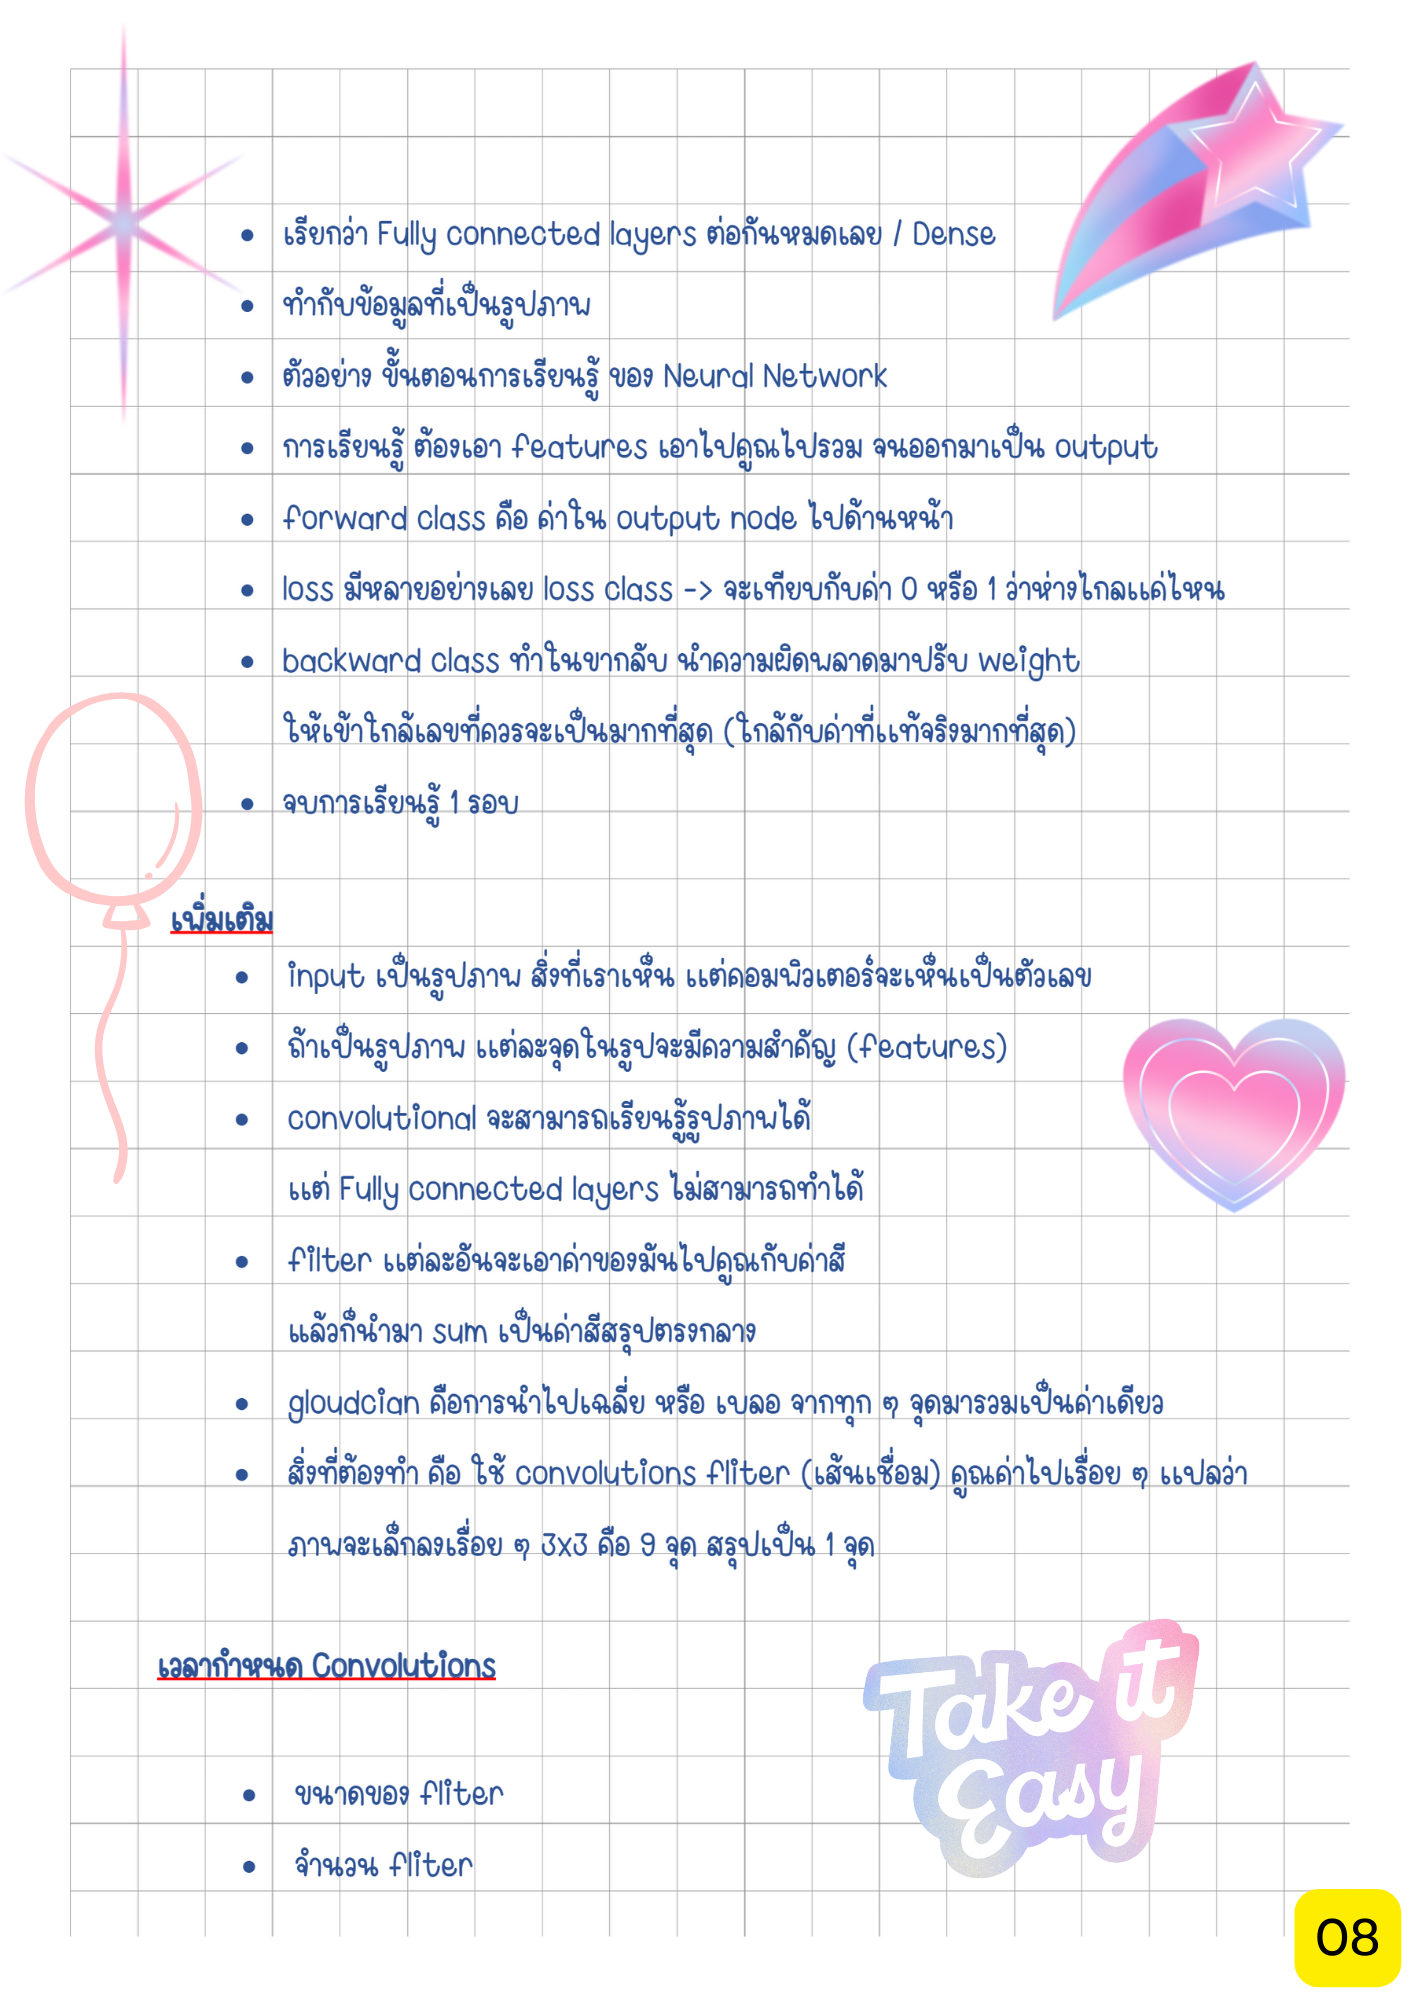 เรียกว่า Fully connected layers ต่อกันหมดเลย / Dense
ทำกับข้อมูลที่เป็นรูปภาพ
ตัวอย่าง ขั้นตอนการเรียนรู้ ของ Neural Network
การเรียนรู้ ต้องเอา features เอาไปคูณไปรวม จนออกมาเป็น output
forward class คือ ค่าใน output node ไปด้านหน้า
loss มีหลายอย่างเลย loss class -> จะเทียบกับค่า 0 หรือ 1 ว่าห่างไกลแค่ไหน
backward class ทำในขากลับ นำความผิดพลาดมาปรับ weight
ให้เข้าใกล้เลขที่ควรจะเป็นมากที่สุด (ใกล้กับค่าที่แท้จริงมากที่สุด)
จบการเรียนรู้ 1 รอบ
เพิ่มเติม
input เป็นรูปภาพ สิ่งที่เราเห็น แต่คอมพิวเตอร์จะเห็นเป็นตัวเลข
ถ้าเป็นรูปภาพ แต่ละจุดในรูปจะมีความสำคัญ (features)
convolutional จะสามารถเรียนรู้รูปภาพได้
แต่ Fully connected layers ไม่สามารถทำได้
filter แต่ละอันจะเอาค่าของมันไปคูณกับค่าสี
แล้วก็นำมา sum เป็นค่าสีสรุปตรงกลาง
gloudcian คือการนำไปเฉลี่ย หรือ เบลอ จากทุก ๆ จุดมารวมเป็นค่าเดียว
สิ่งที่ต้องทำ คือ ใช้ convolutions fliter (เส้นเชื่อม) คูณค่าไปเรื่อย ๆ แปลว่า
ภาพจะเล็กลงเรื่อย ๆ 3x3 คือ 9 จุด สรุปเป็น 1 จุด
เวลากำหนด Convolutions
Take it
Easy
ขนาดของ fliter
จำนวน fliter
08